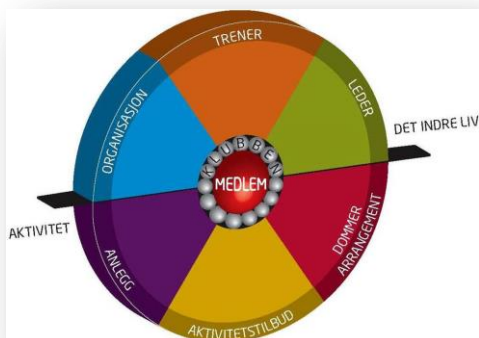 TRENER
LEDER
ORGANISASJON
DET INDRE LIV
KLUBBEN
MEDLEM
AKTIVITET
ANLEGG
DOMMER
ARRANGEMENT
AKTIVITETSTILBUD